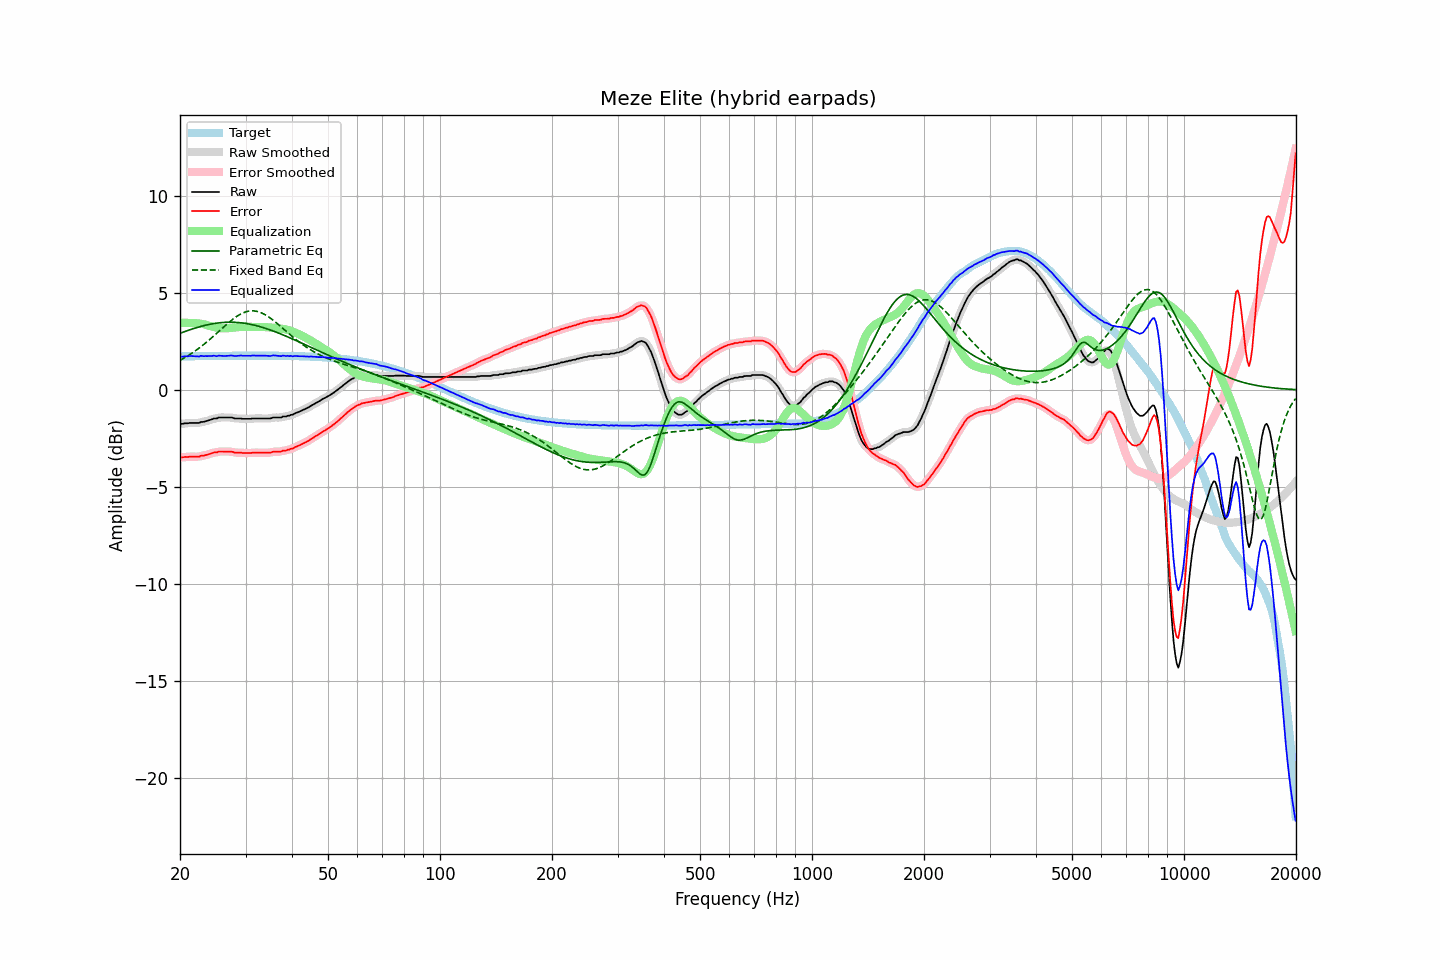 Meze Elite (hybrid earpads)
Target
Raw Smoothed
Error Smoothed
Raw
Error
Equalization
Parametric Eq
Fixed Band Eq
Equalized
Amplitude (dBr)
10
5
0
−5
−10
−15
−20
20 50 100 200 500 1000 2000 5000 10000 20000
Frequency (Hz)